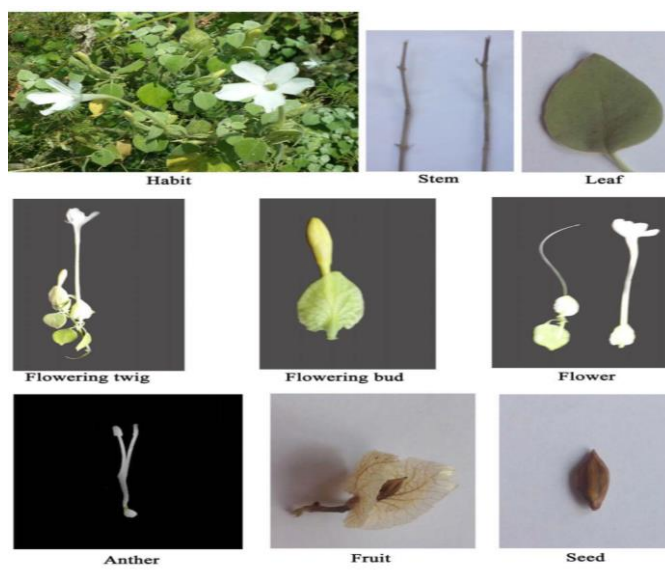 Habit
Stem
Leaf
Flowering twig
Flowering bud
Flower
Anther
Fruit
Seed